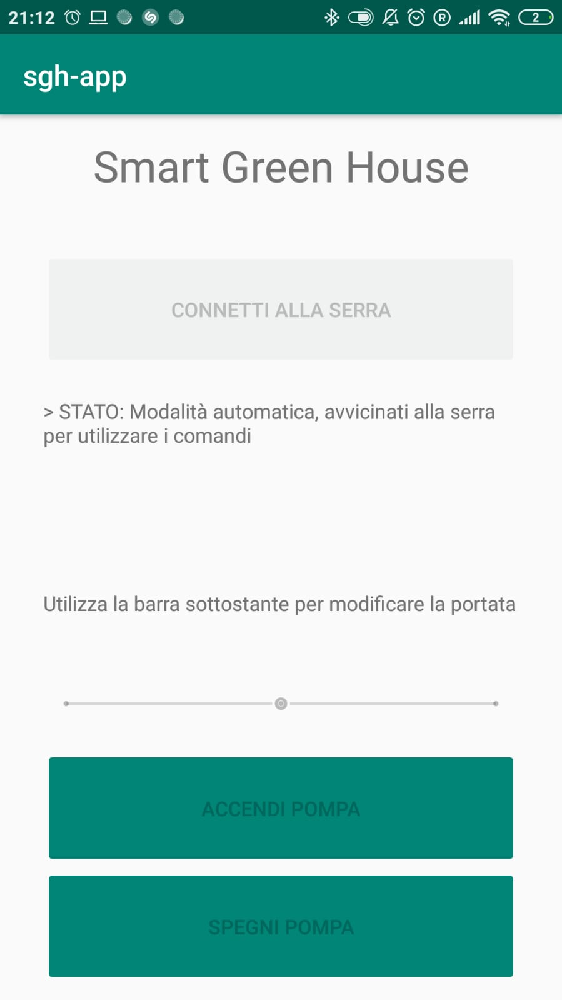 21:12
R
2
sgh-app
Smart Green House
CONNETTI ALLA SERRA
> STATO: Modalità automatica, avvicinati alla serra
per utilizzare i comandi
Utilizza la barra sottostante per modificare la portata
ACCENDI POMPA
SPEGNI POMPA